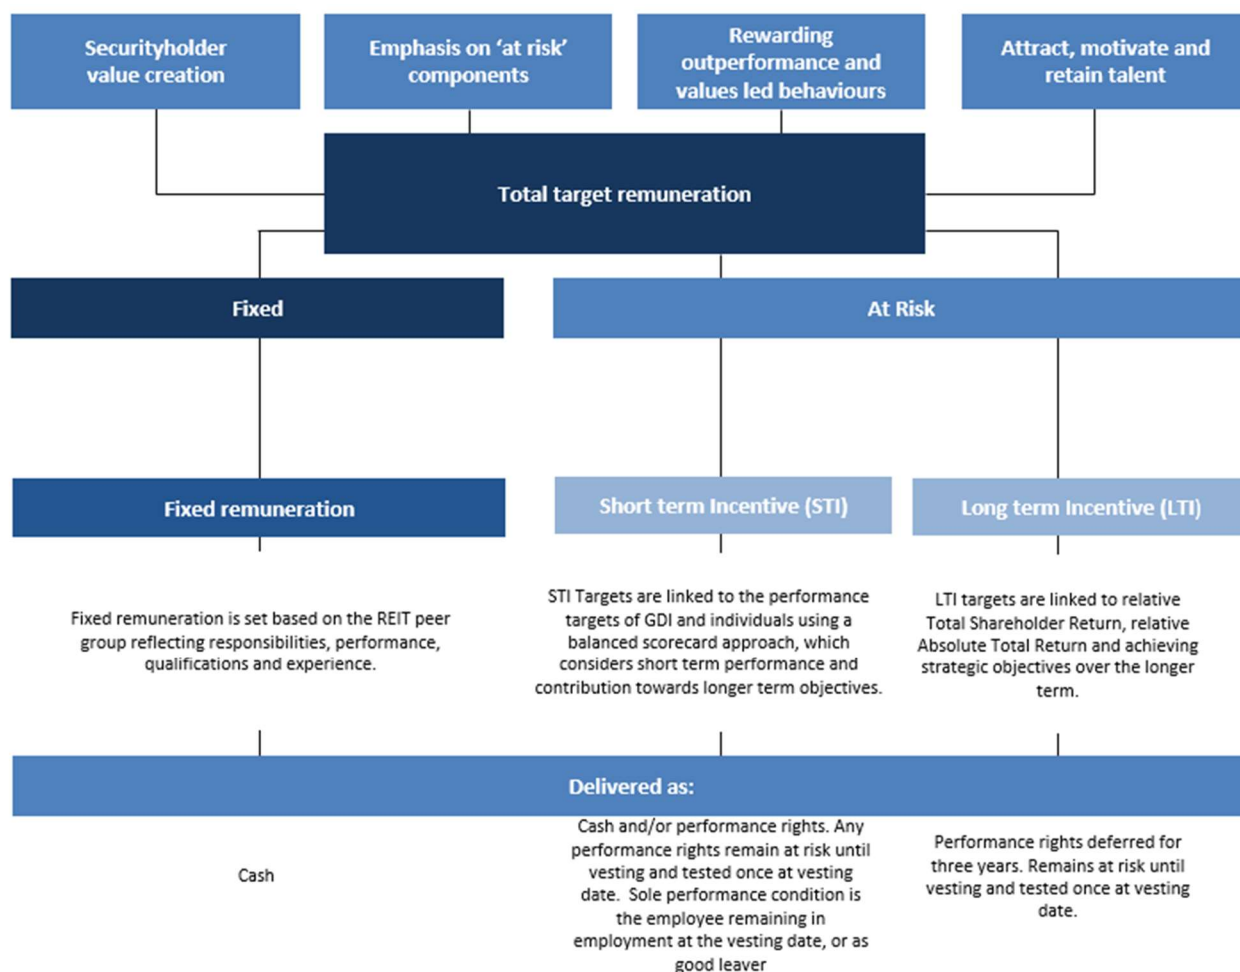 Securityholder
value creation
Emphasis on ‘at risk’
components
Rewarding
outperformance and
values led behaviours
Attract, motivate and
retain talent
Total target remuneration
Fixed
At Risk
Fixed remuneration
Short term Incentive (STI)
Long term Incentive (LTI)
Fixed remuneration is set based on the REIT peer
group reflecting responsibilities, performance,
qualifications and experience.
STI Targets are linked to the performance
targets of GDI and individuals using a
balanced scorecard approach, which
considers short term performance and
contribution towards longer term objectives.
LTI targets are linked to relative
Total Shareholder Return, relative
Absolute Total Return and achieving
strategic objectives over the longer
term.
Delivered as:
Cash
Cash and/or performance rights. Any
performance rights remain at risk until
vesting and tested once at vesting
date.  Sole performance condition is
the employee remaining in
employment at the vesting date, or as
good leaver
Performance rights deferred for
three years. Remains at risk until
vesting and tested once at vesting
date.